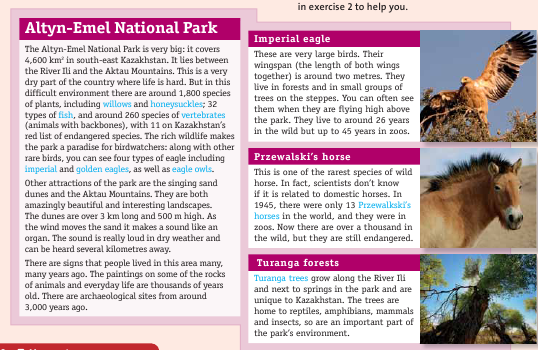 in exercise 2 to help you.
Altyn-Emel National Park
The Altyn-Emel National Park is very big: it covers
4,600 km² in south-east Kazakhstan. It lies between
the River Ili and the Aktau Mountains. This is a very
dry part of the country where life is hard. But in this
difficult environment there are around 1,800 species
of plants, including willows and honeysuckles; 32
types of fish, and around 260 species of vertebrates
(animals with backbones), with 11 on Kazakhstan's
red list of endangered species. The rich wildlife makes
the park a paradise for birdwatchers: along with other
rare birds, you can see four types of eagle including
imperial and golden eagles, as well as eagle owls.
Other attractions of the park are the singing sand
dunes and the Aktau Mountains. They are both
amazingly beautiful and interesting landscapes.
The dunes are over 3 km long and 500 m high. As
the wind moves the sand it makes a sound like an
organ. The sound is really loud in dry weather and
can be heard several kilometres away.
There are signs that people lived in this area many,
many years ago. The paintings on some of the rocks
of animals and everyday life are thousands of years
old. There are archaeological sites from around
3,000 years ago.
Imperial eagle
These are very large birds. Their
wingspan (the length of both wings
together) is around two metres. They
live in forests and in small groups of
trees on the steppes. You can often see
them when they are flying high above
the park. They live to around 26 years
in the wild but up to 45 years in zoos.
Przewalski's horse
This is one of the rarest species of wild
horse. In fact, scientists don't know
if it is related to domestic horses. In
1945, there were only 13 Przewalkski's
horses in the world, and they were in
zoos. Now there are over a thousand in
the wild, but they are still endangered.
Turanga forests
Turanga trees grow along the River Ili
and next to springs in the park and are
unique to Kazakhstan. The trees are
home to reptiles, amphibians, mammals
and insects, so are an important part of
the park's environment.